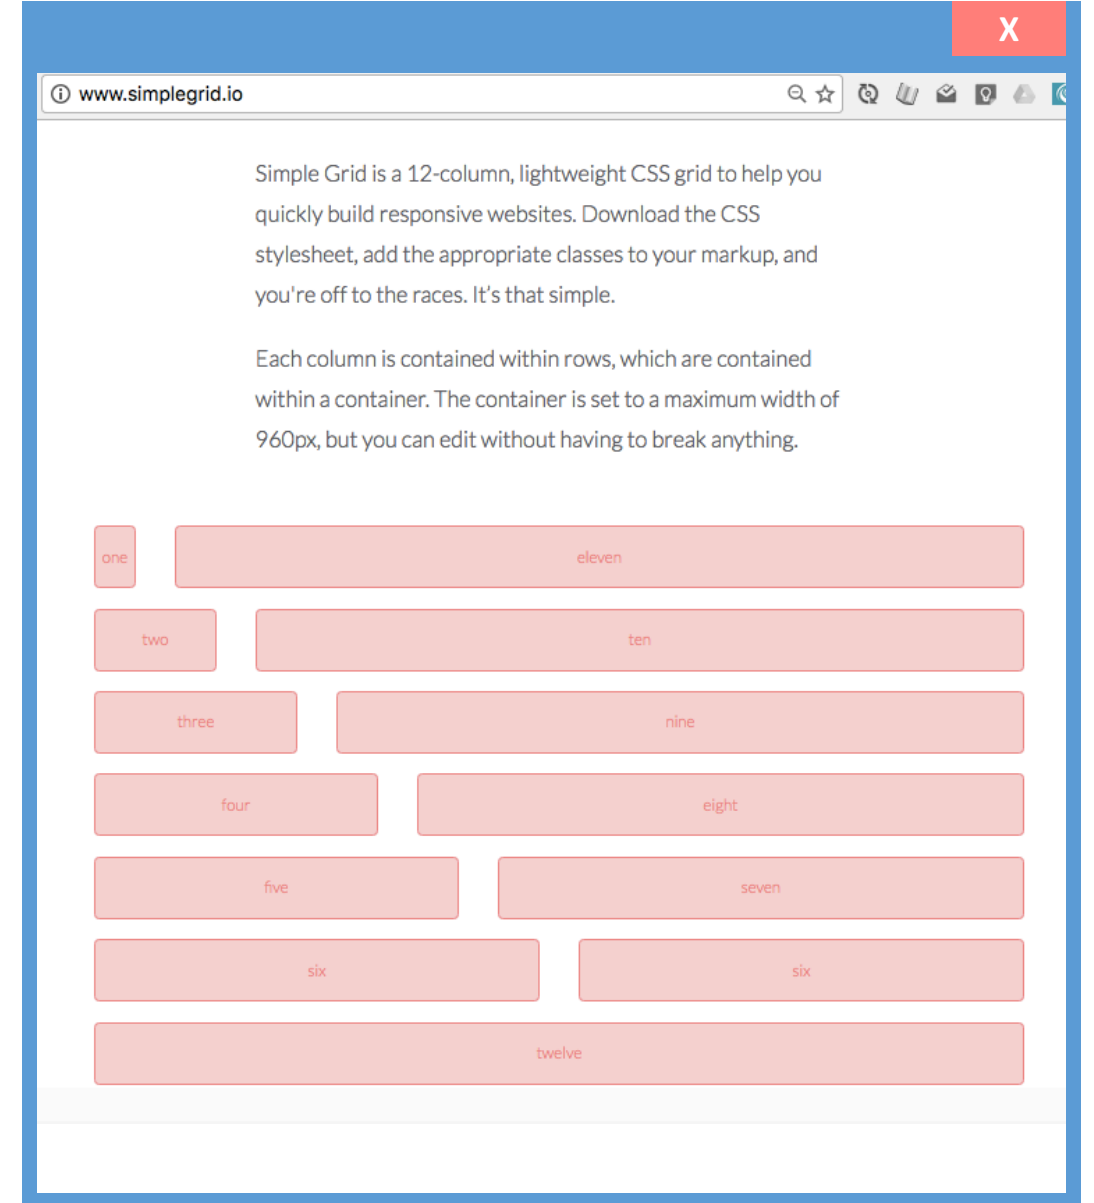 X
www.simplegrid.io
Simple Grid is a 12-column, lightweight CSS grid to help you
quickly build responsive websites. Download the CSS
stylesheet, add the appropriate classes to your markup, and
you're off to the races. It’s that simple.
Each column is contained within rows, which are contained
within a container. The container is set to a maximum width of
960px, but you can edit without having to break anything.
one eleven
two ten
three nine
four eight
five seven
six six
twelve